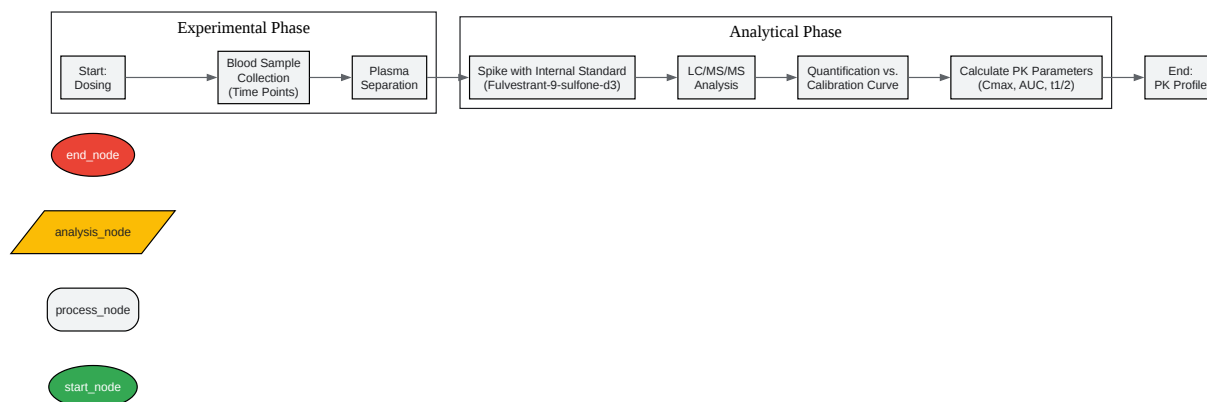 Experimental Phase
Start:
Dosing
Blood Sample
Collection
(Time Points)
Plasma
Separation
Analytical Phase
Spike with Internal Standard
(Fulvestrant-9-sulfone-d3)
LC/MS/MS
Analysis
Quantification vs.
Calibration Curve
Calculate PK Parameters
(Cmax, AUC, t1/2)
End:
PK Profile
end_node
analysis_node
process_node
start_node